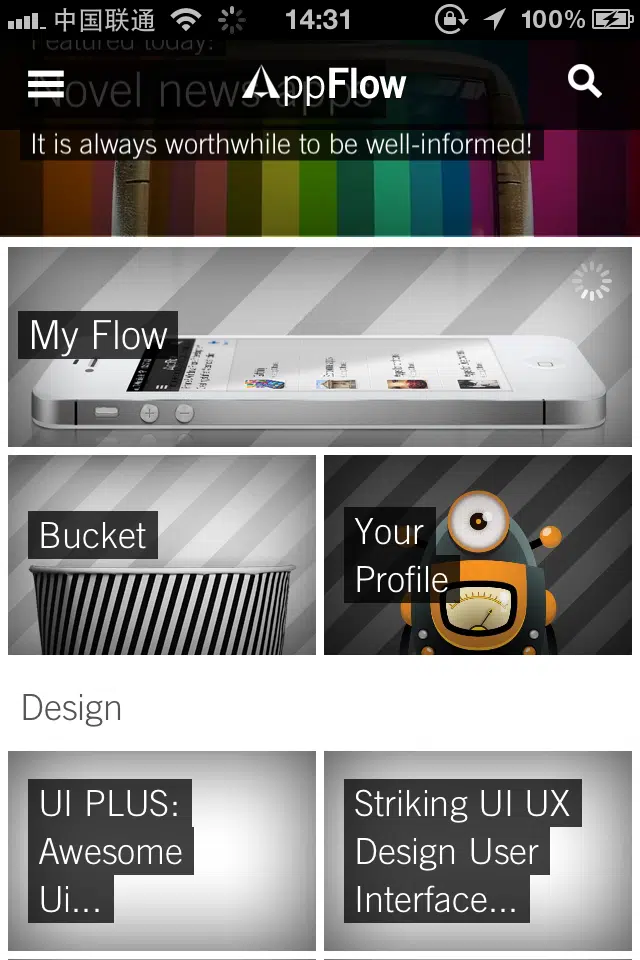 中国联通 14:31 100%
Featured today:
Novel news apps
AppFlow
It is always worthwhile to be well-informed!
My Flow
Bucket
Your
Profile
Design
UI PLUS:
Awesome
Ui...
Striking UI UX
Design User
Interface...